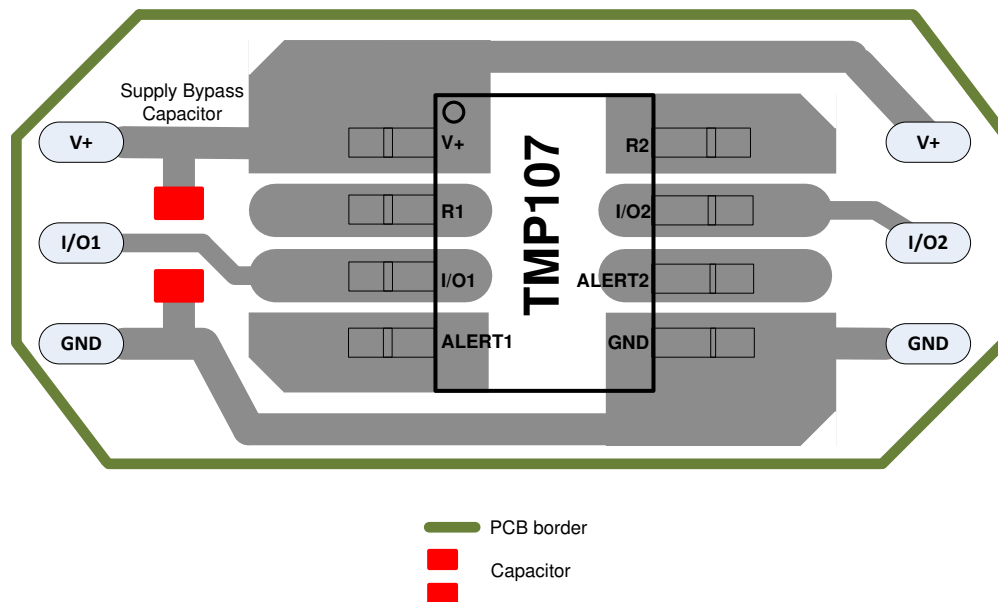 Supply Bypass
Capacitor
V+
V+
V+
R2
TMP107
R1
I/O2
I/O1
I/O2
I/O1
ALERT2
GND
ALERT1
GND
GND
PCB border
Capacitor